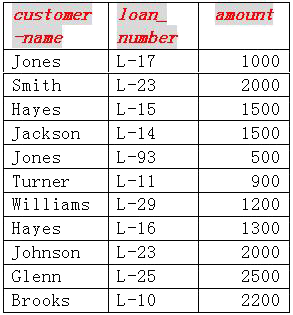 customer loan_ amount
-name number
Jones L-17 1000
Smith L-23 2000
Hayes L-15 1500
Jackson L-14 1500
Jones L-93 500
Turner L-11 900
Williams L-29 1200
Hayes L-16 1300
Johnson L-23 2000
Glenn L-25 2500
Brooks L-10 2200